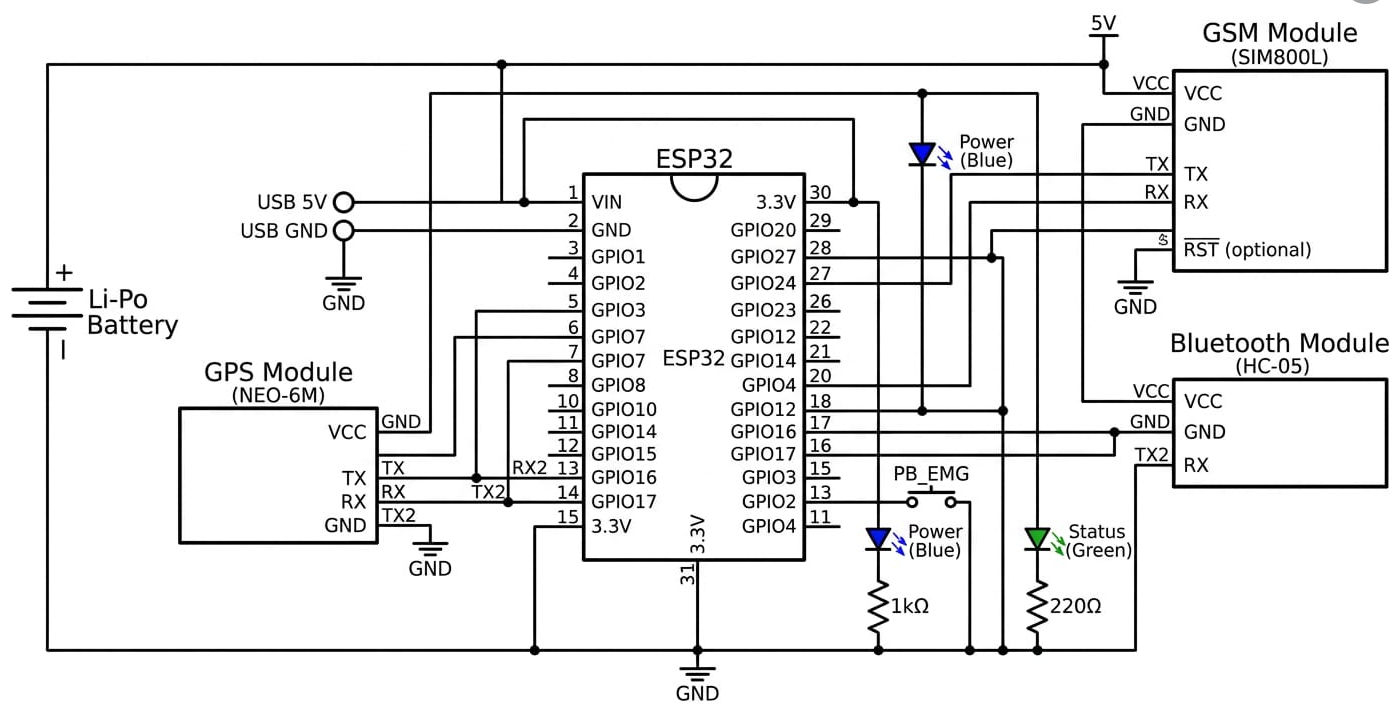 5V
GSM Module
(SIM800L)
VCC
VCC
GND
GND
TX
TX
RX
RX
RST (optional)
GND
Power
(Blue)
ESP32
USB 5V
USB GND
GND
1
VIN
2
GND
3
GPIO1
4
GPIO2
5
GPIO3
6
GPIO7
7
GPIO7
8
GPIO8
10
GPIO10
11
GPIO14
12
GPIO15
RX2
13
GPIO16
TX2
14
GPIO17
15
3.3V
ESP32
3.3V
30
GPIO20
29
GPIO27
28
GPIO24
27
GPIO23
26
GPIO12
22
GPIO14
21
GPIO4
20
GPIO12
18
GPIO16
17
GPIO17
16
GPIO3
15
GPIO2
13
GPIO4
11
3.3V
31
GND
+
Li-Po
Battery
GPS Module
(NEO-6M)
VCC
GND
TX
TX
RX
RX
GND
TX2
GND
Bluetooth Module
(HC-05)
VCC
VCC
GND
GND
TX2
RX
PB_EMG
Power
(Blue)
1kΩ
Status
(Green)
220Ω